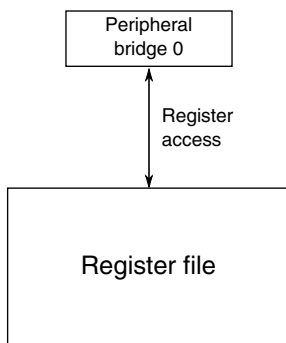 Peripheral
bridge 0
Register
access
Register file